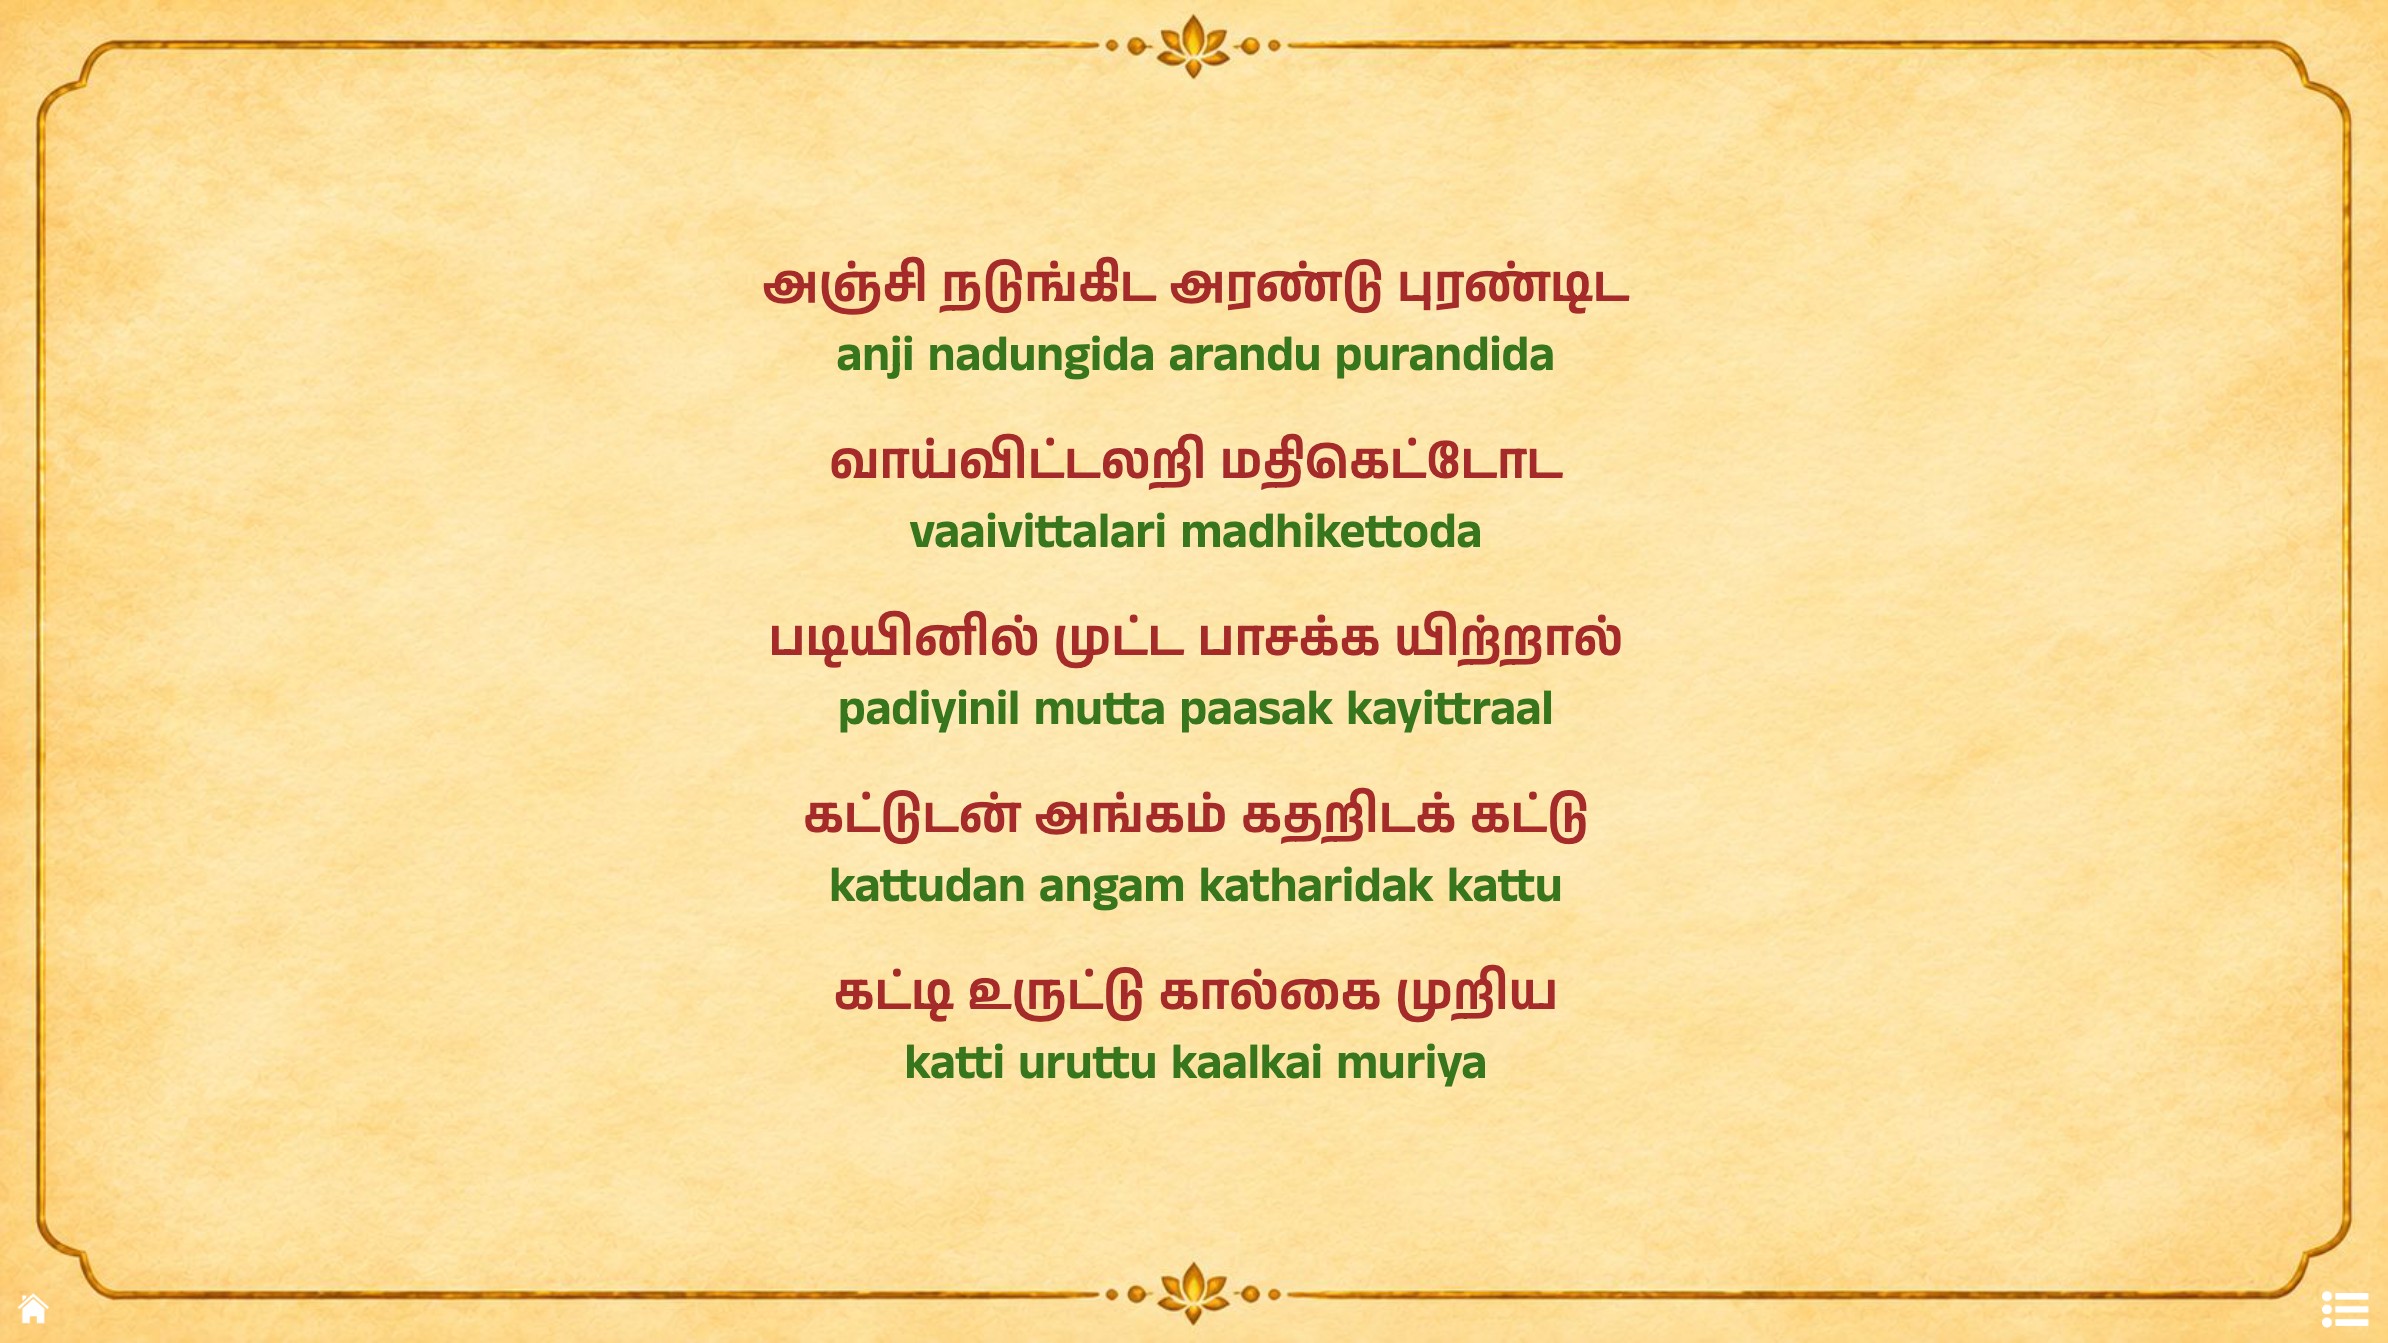 அஞ்சி நடுங்கிட அரண்டு புரண்டிட
anji nadungida arandu purandida
வாய்விட்டலறி மதிகெட்டோட
vaaivittalari madhikettoda
படியினில் முட்ட பாசக்க யிற்றால்
padiyinil mutta paasak kayittraal
கட்டுடன் அங்கம் கதறிடக் கட்டு
kattudan angam katharidak kattu
கட்டி உருட்டு கால்கை முறிய
katti uruttu kaalkai muriya